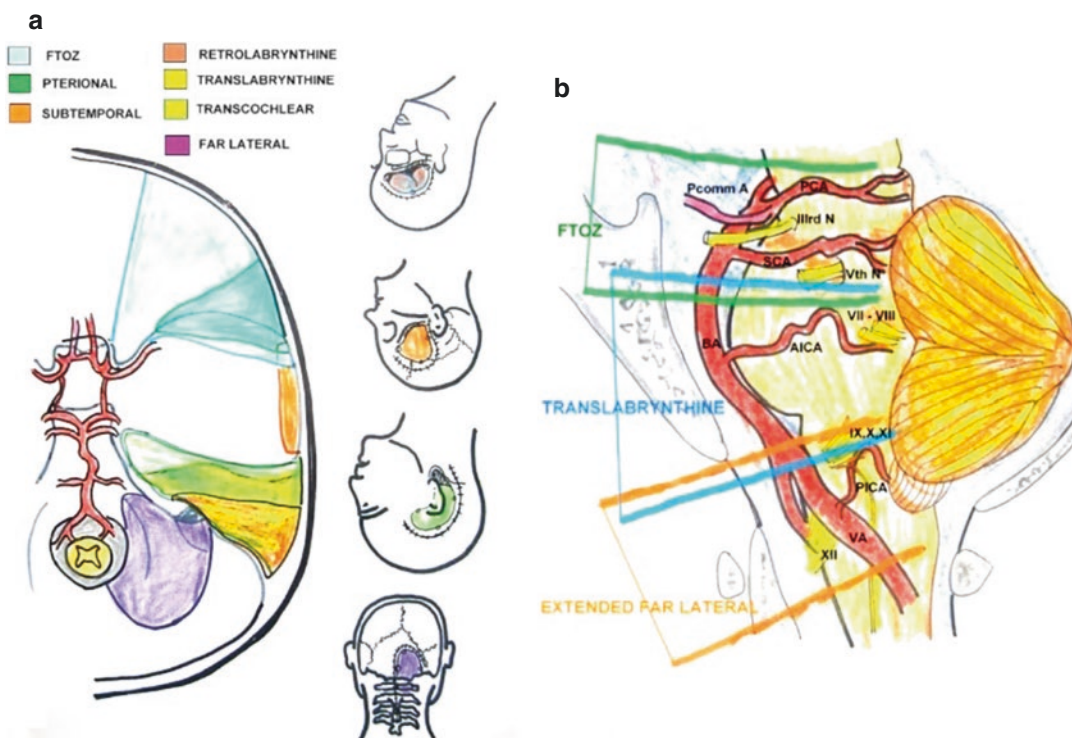 a
FTOZ
PTERIONAL
SUBTEMPORAL
RETROLABRYNTHINE
TRANSLABRYNTHINE
TRANSCOCHLEAR
FAR LATERAL
b
Pcomm A
PCA
IIIrd N
FTOZ
SCA
Vth N
VII - VIII
BA
AICA
TRANSLABRYNTHINE
IX,X,XI
PICA
VA
XII
EXTENDED FAR LATERAL